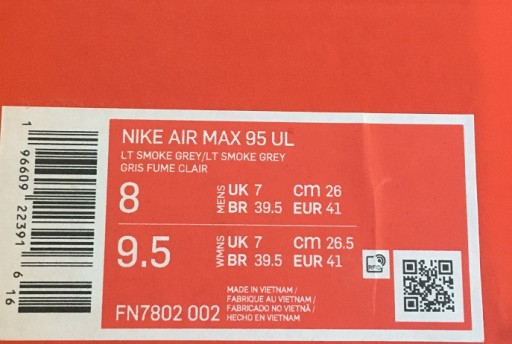 NIKE AIR MAX 95 UL
LT SMOKE GREY/LT SMOKE GREY
GRIS FUME CLAIR
8 MENS UK 7 cm 26
BR 39.5 EUR 41
9.5 WMNS UK 7 cm 26.5
BR 39.5 EUR 41
FN7802 002
MADE IN VIETNAM /
FABRIQUE AU VIETNAM /
FABRICADO NO VIETNÃ /
HECHO EN VIETNAM
1 96609 22391 6 16